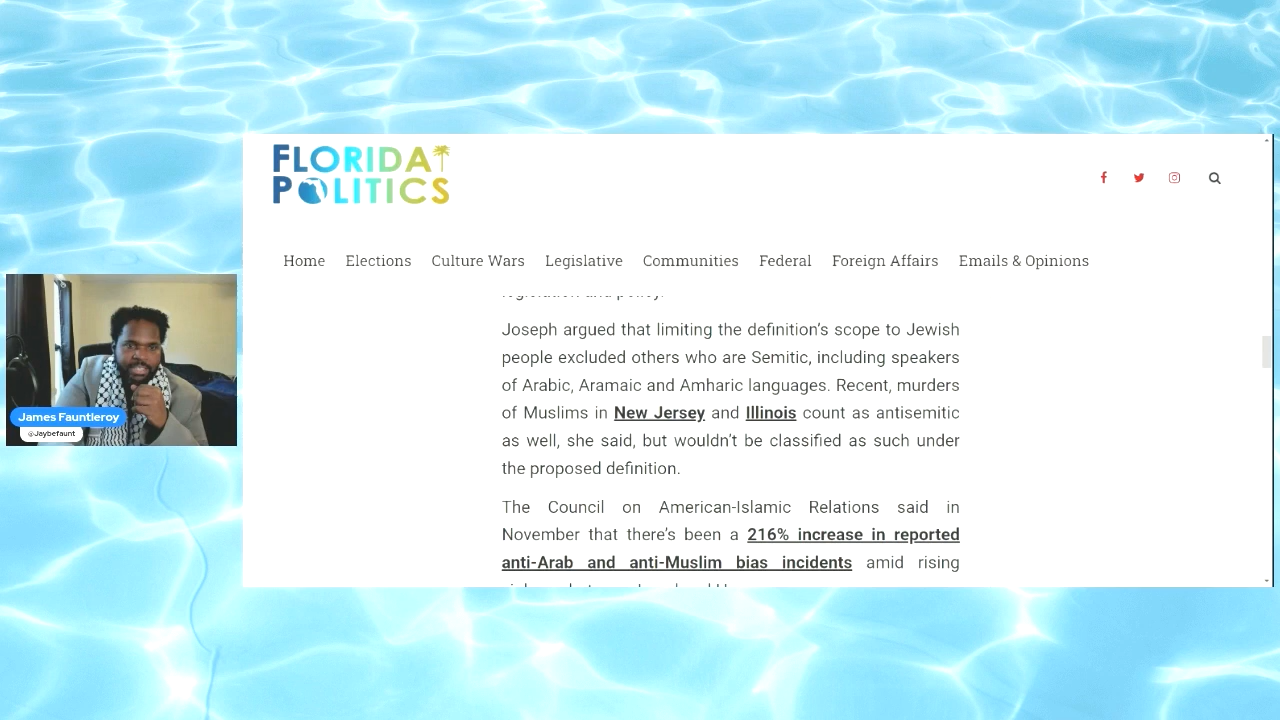 FLORIDA
POLITICS
Home Elections Culture Wars Legislative Communities Federal Foreign Affairs Emails & Opinions
legislation and policy.
Joseph argued that limiting the definition’s scope to Jewish
people excluded others who are Semitic, including speakers
of Arabic, Aramaic and Amharic languages. Recent, murders
of Muslims in New Jersey and Illinois count as antisemitic
as well, she said, but wouldn’t be classified as such under
the proposed definition.
The Council on American-Islamic Relations said in
November that there’s been a 216% increase in reported
anti-Arab and anti-Muslim bias incidents amid rising
James Fauntleroy
@Jaybefaunt